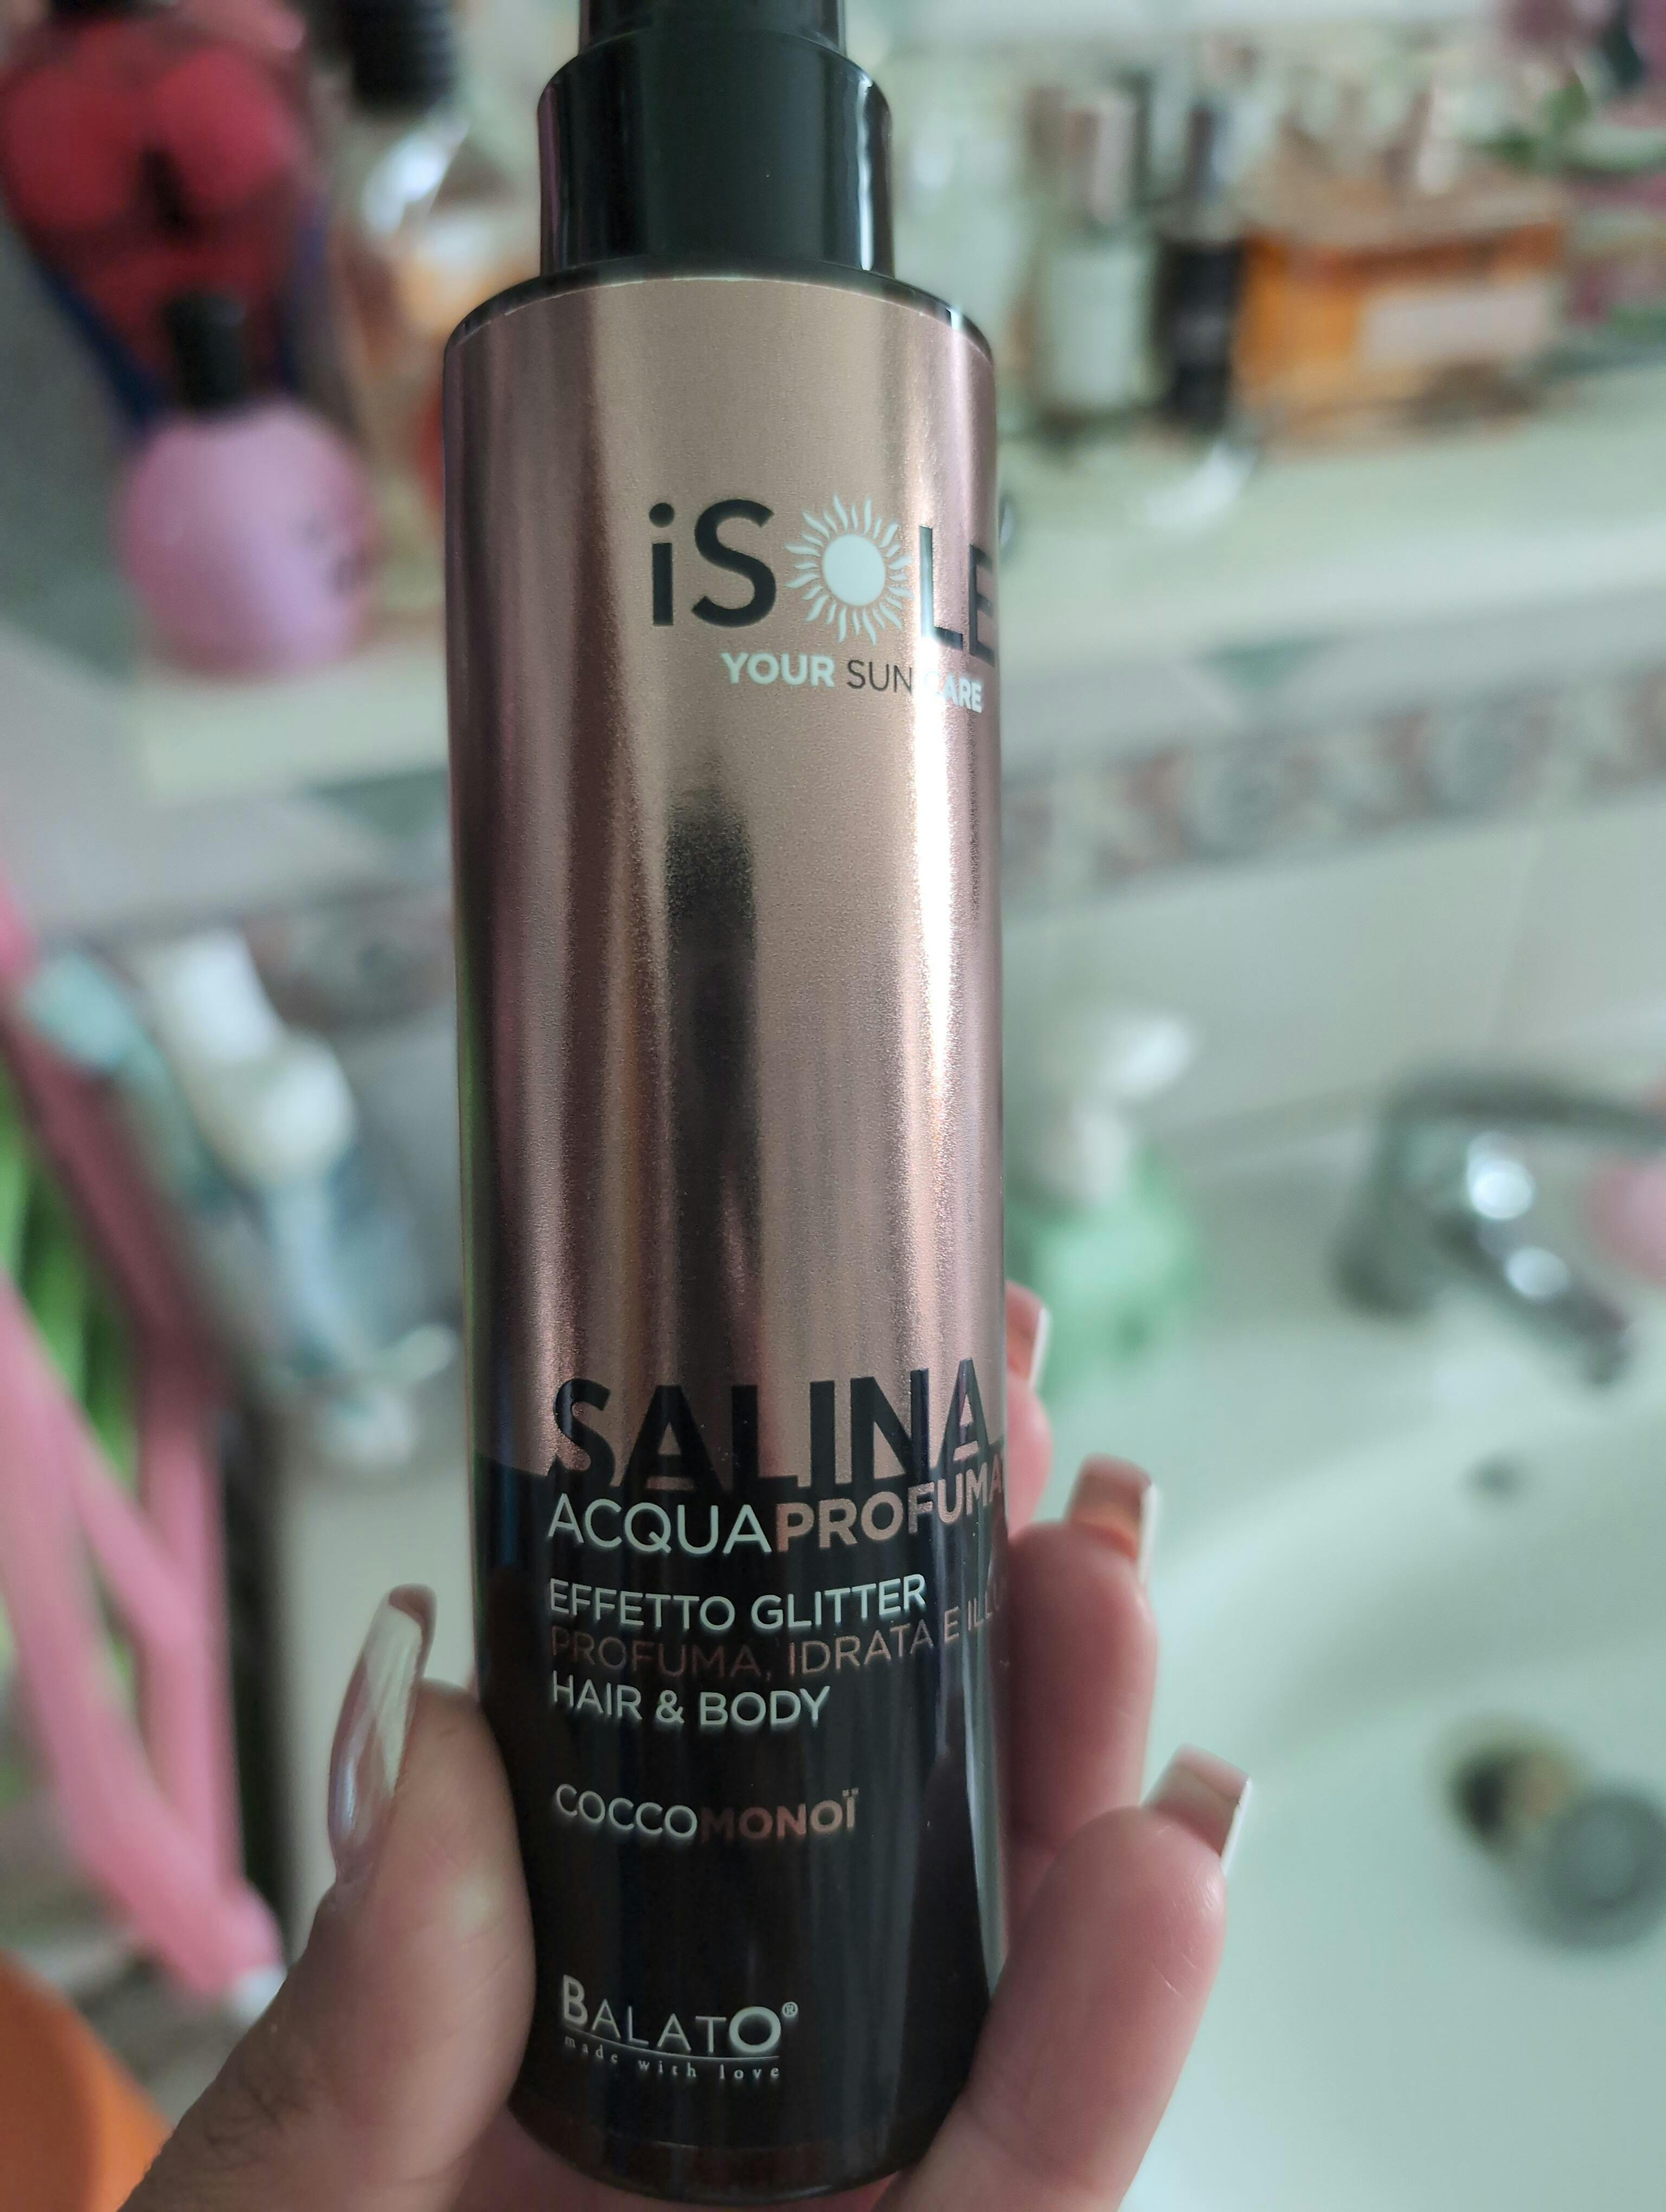 iSOLE
YOUR SUN CARE
SALINA
ACQUAPROFUMA
EFFETTO GLITTER
PROFUMA, IDRATA E
HAIR & BODY
COCCOMONOÏ
BALATO®
made with love